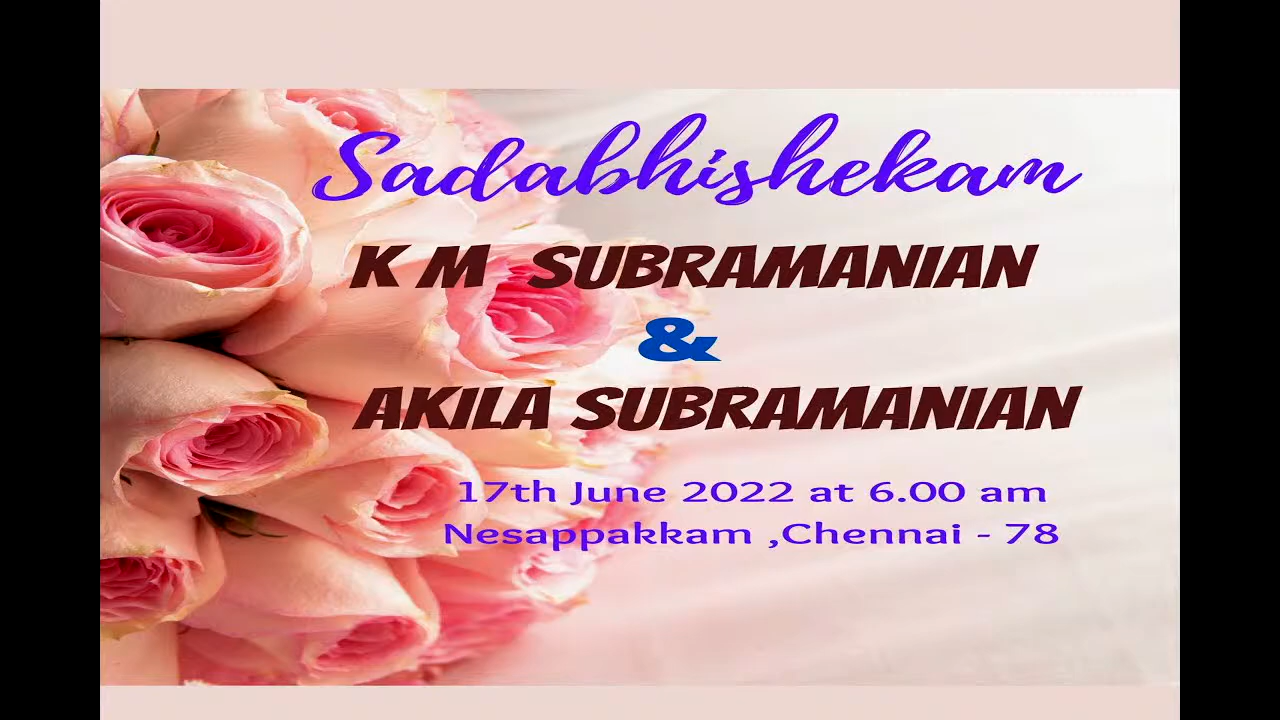 Sadabhishekam
K M SUBRAMANIAN
&
AKILA SUBRAMANIAN
17th June 2022 at 6.00 am
Nesappakkam ,Chennai - 78